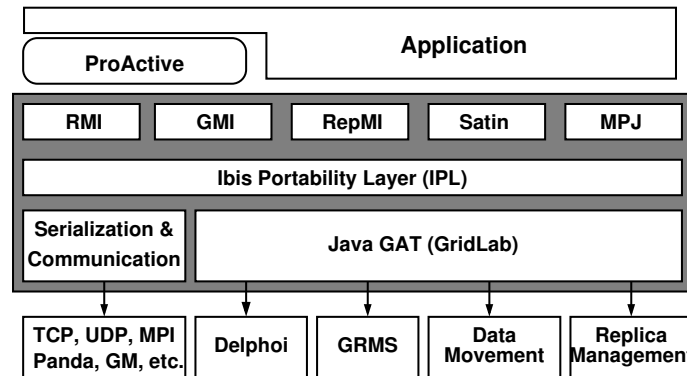 Application
ProActive
RMI
GMI
RepMI
Satin
MPJ
Ibis Portability Layer (IPL)
Serialization &
Communication
Java GAT (GridLab)
TCP, UDP, MPI
Panda, GM, etc.
Delphoi
GRMS
Data
Movement
Replica
Management